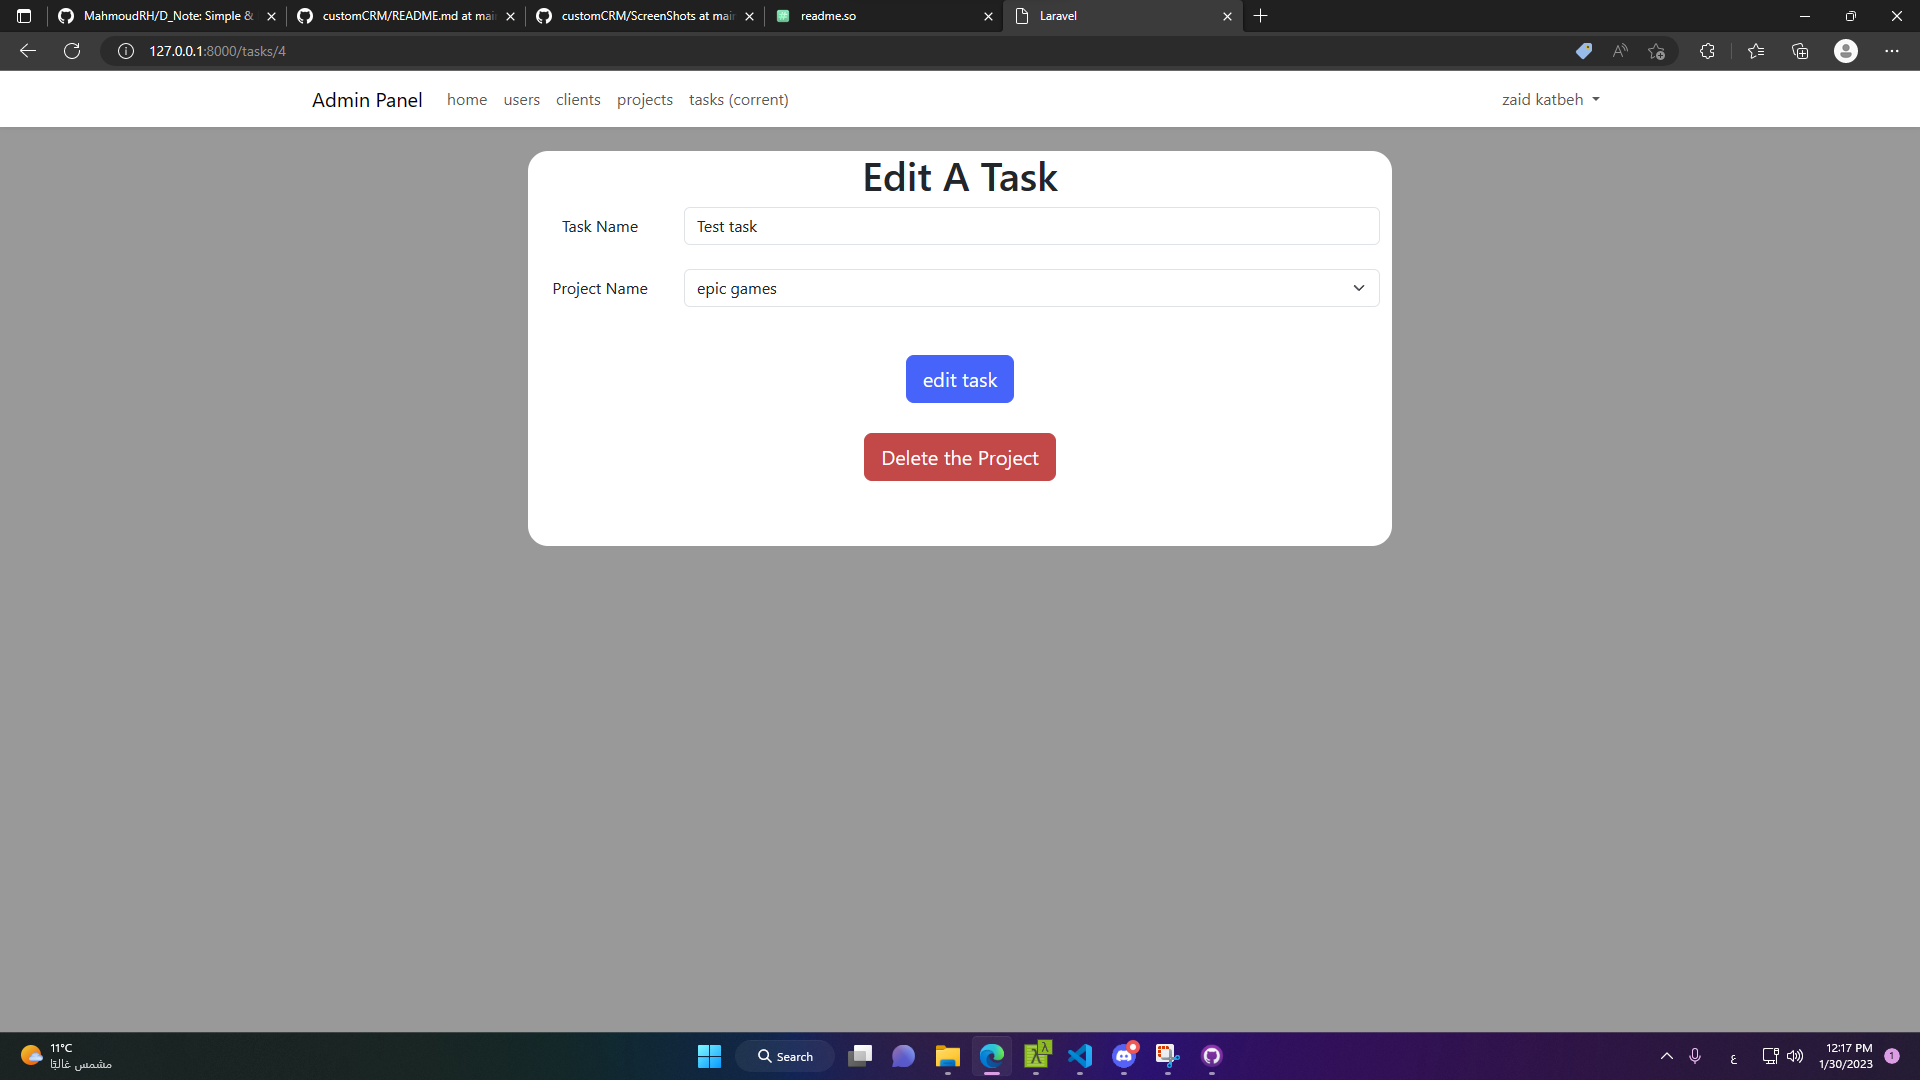 MahmoudRH/D_Note: Simple &
customCRM/README.md at mai
customCRM/ScreenShots at mai
readme.so
Laravel
127.0.0.1:8000/tasks/4
Admin Panel home users clients projects tasks (corrent) zaid katbeh
Edit A Task
Task Name Test task
Project Name epic games
edit task
Delete the Project
11°C
مشمس غالبًا
Search
ع
12:17 PM
1/30/2023
1